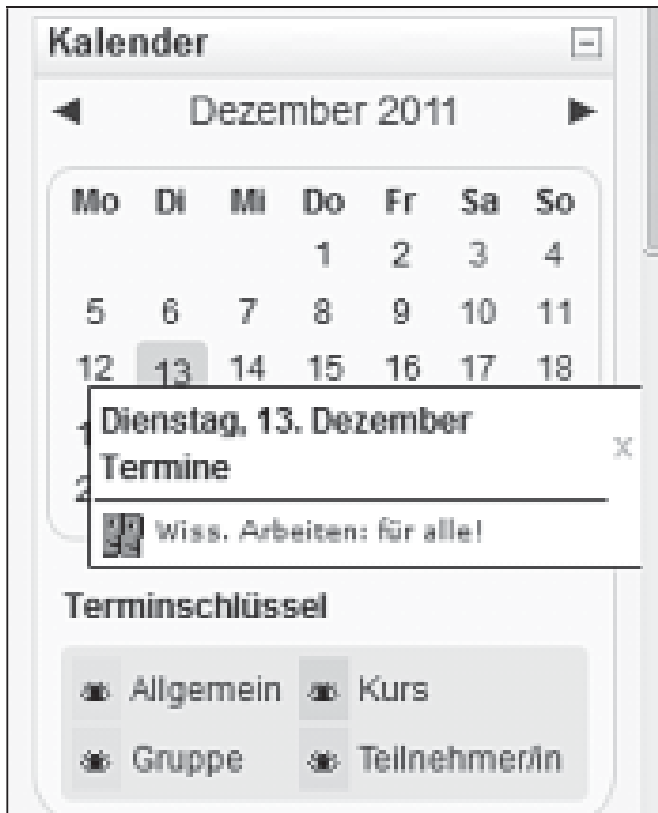 Kalender
Dezember 2011
Mo Di Mi Do Fr Sa So
1 2 3 4
5 6 7 8 9 10 11
12 13 14 15 16 17 18
Dienstag, 13. Dezember
Termine
x
Wiss. Arbeiten: für alle!
Terminschlüssel
Allgemein Kurs
Gruppe Teilnehmer/in